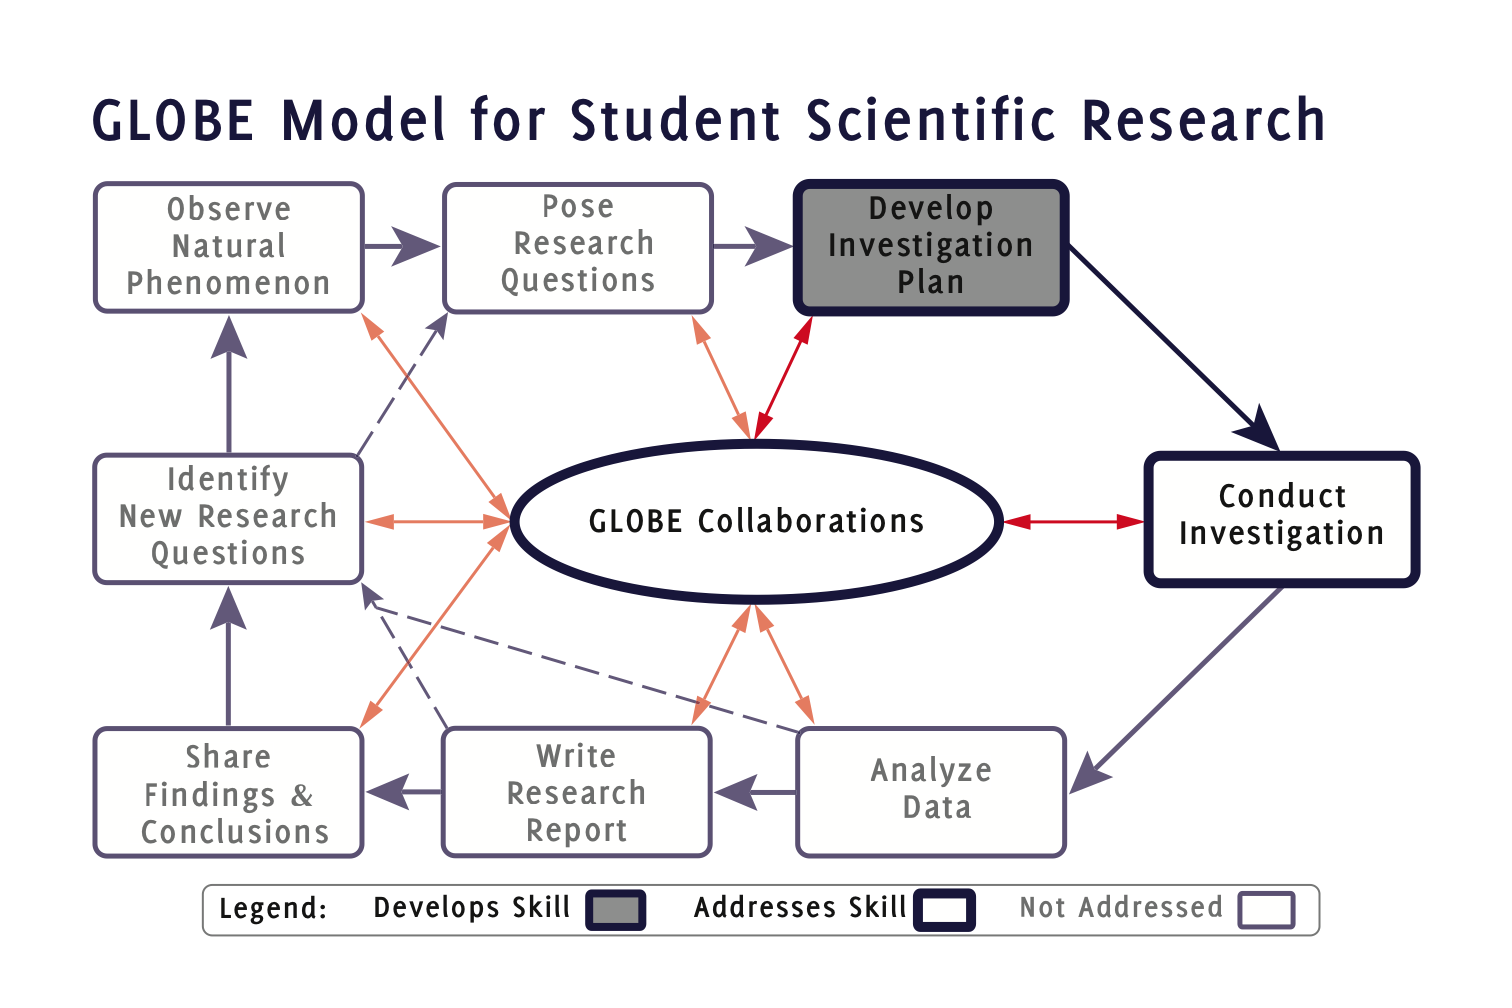 GLOBE Model for Student Scientific Research
Observe
Natural
Phenomenon
Pose
Research
Questions
Develop
Investigation
Plan
Identify
New Research
Questions
GLOBE Collaborations
Conduct
Investigation
Share
Findings &
Conclusions
Write
Research
Report
Analyze
Data
Legend: Develops Skill Addresses Skill Not Addressed